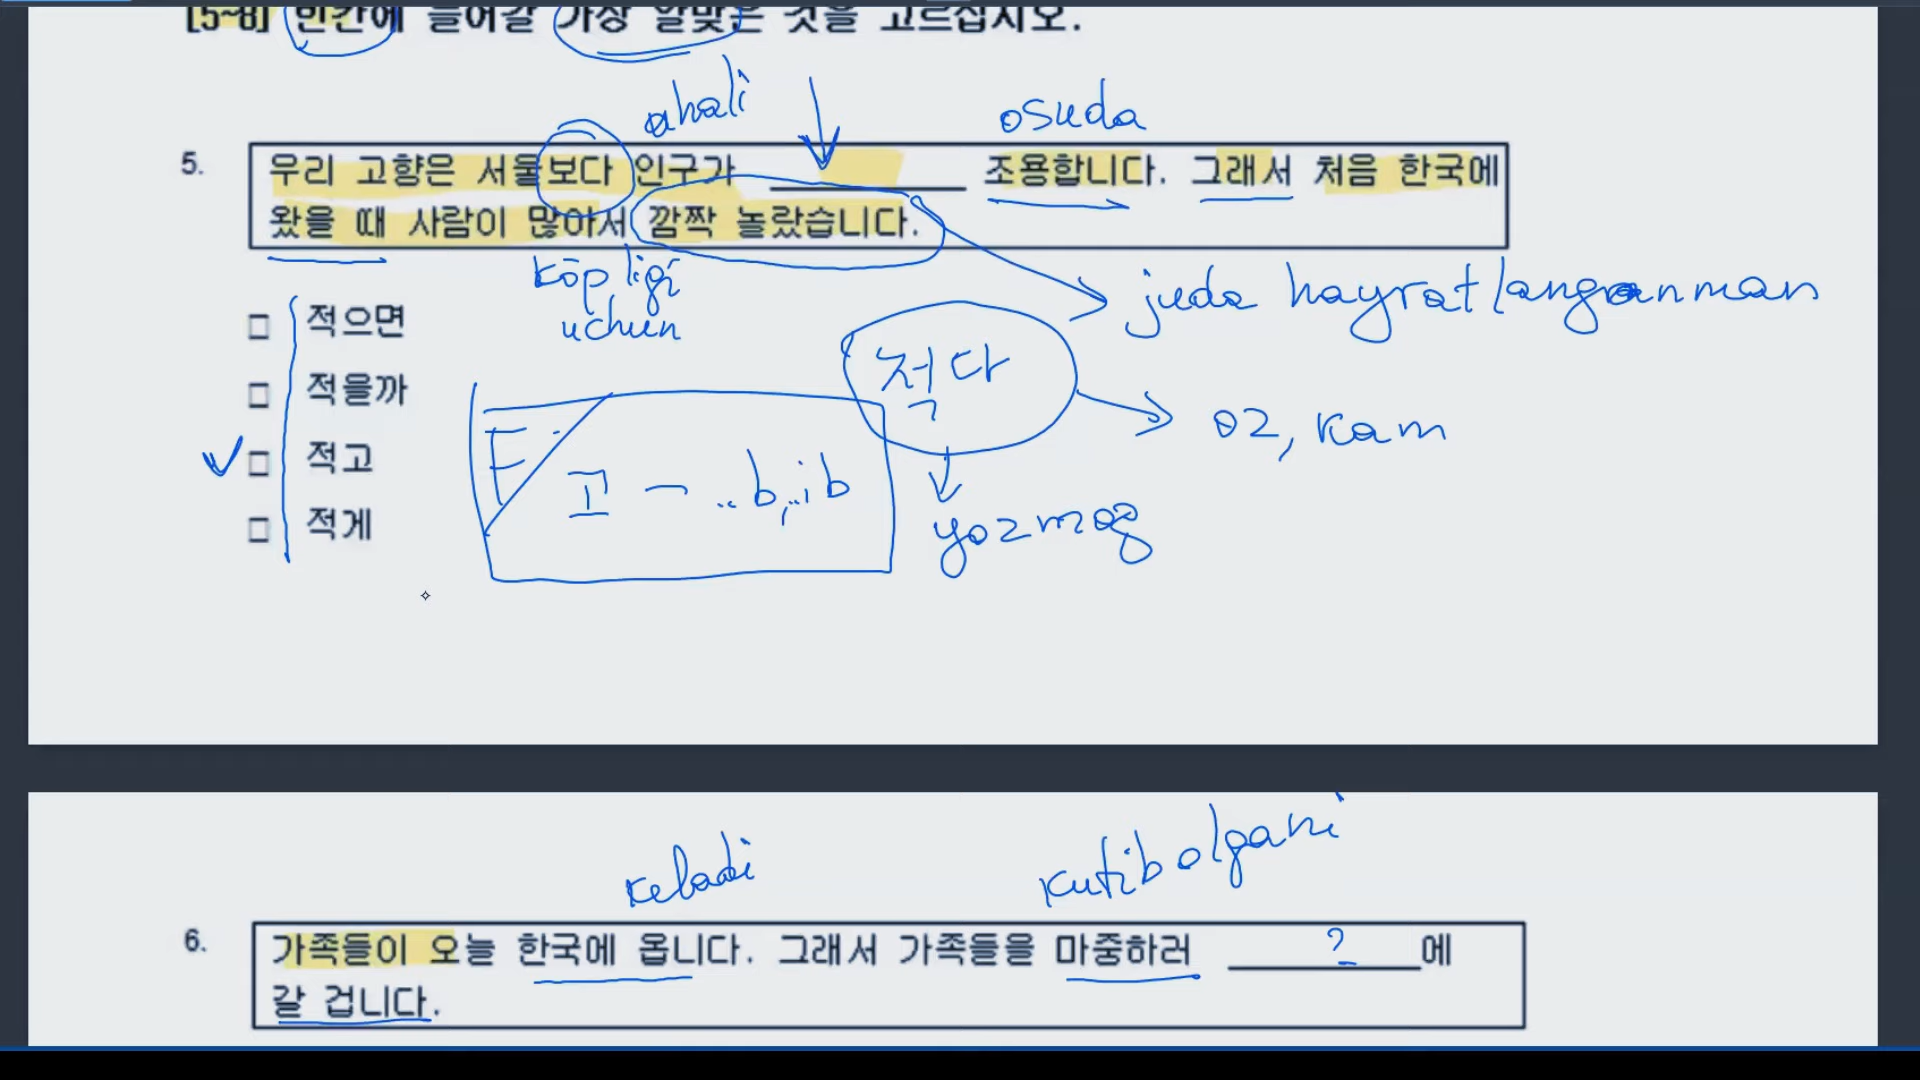 [5~8] 빈칸에 들어갈 가장 알맞은 것을 고르십시오.
ahali osuda
5. 우리 고향은 서울보다 인구가 ________ 조용합니다. 그래서 처음 한국에
왔을 때 사람이 많아서 깜짝 놀랐습니다.
ko'pligi
uchun
juda hayratlanganman
□ 적으면
□ 적을까
□ 적고
□ 적게
적다
oz, kam
고 - ..b, ..ib
yozmoq
keladi kutib olgani
6. 가족들이 오늘 한국에 옵니다. 그래서 가족들을 마중하러 ____?____에
갈 겁니다.